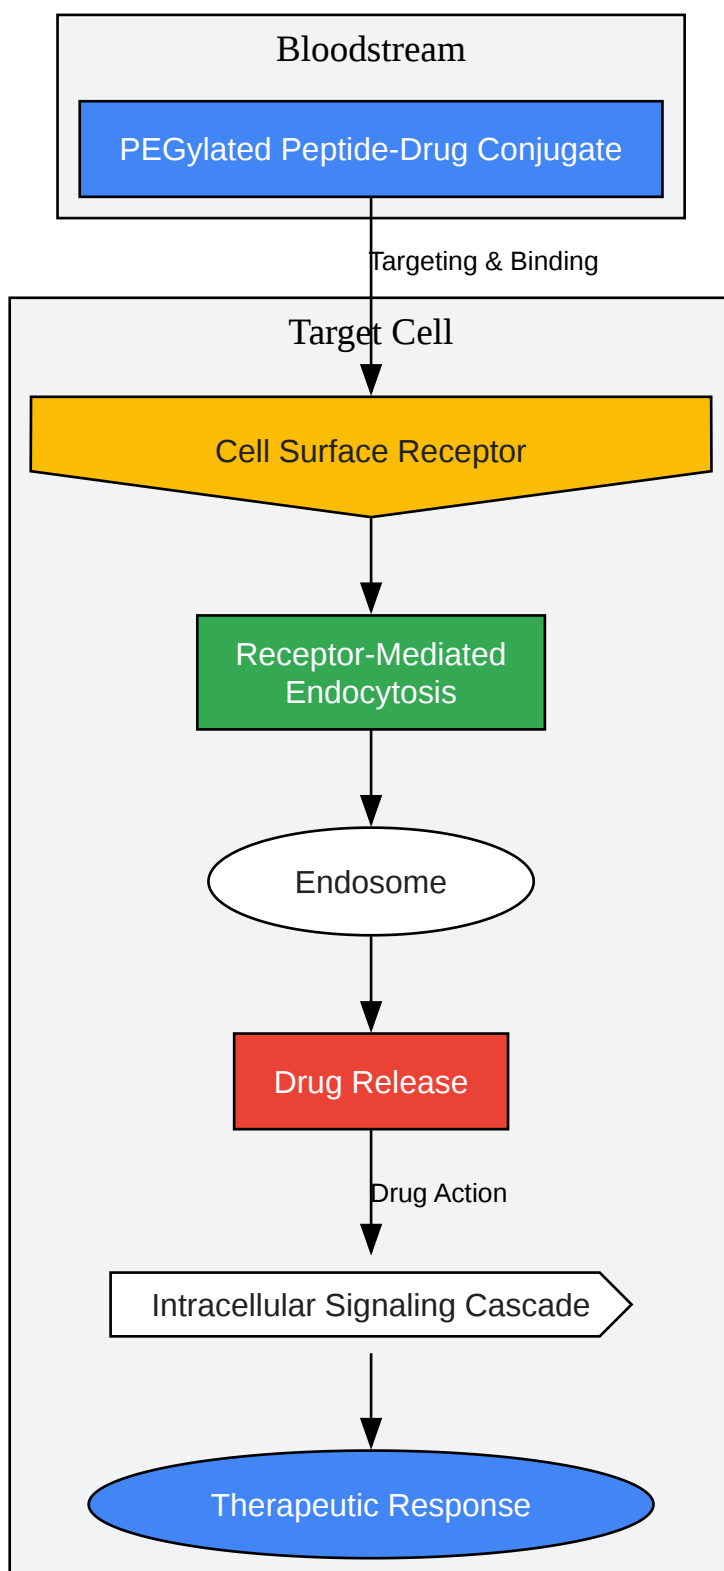 Bloodstream
PEGylated Peptide-Drug Conjugate
Targeting & Binding
Target Cell
Cell Surface Receptor
Receptor-Mediated
Endocytosis
Endosome
Drug Release
Drug Action
Intracellular Signaling Cascade
Therapeutic Response